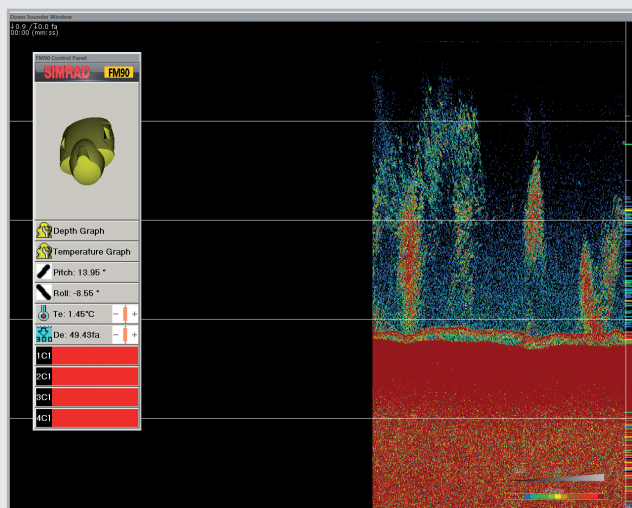 Down Sounder Window
↓0.9 /↧0.0 fa
00:00 (mm:ss)
FM90 Control Panel
SIMRAD FM90
Depth Graph
Temperature Graph
Pitch: 13.95 °
Roll: -8.55 °
Te: 1.45°C - +
De: 49.43fa - +
1C1
2C1
3C1
4C1